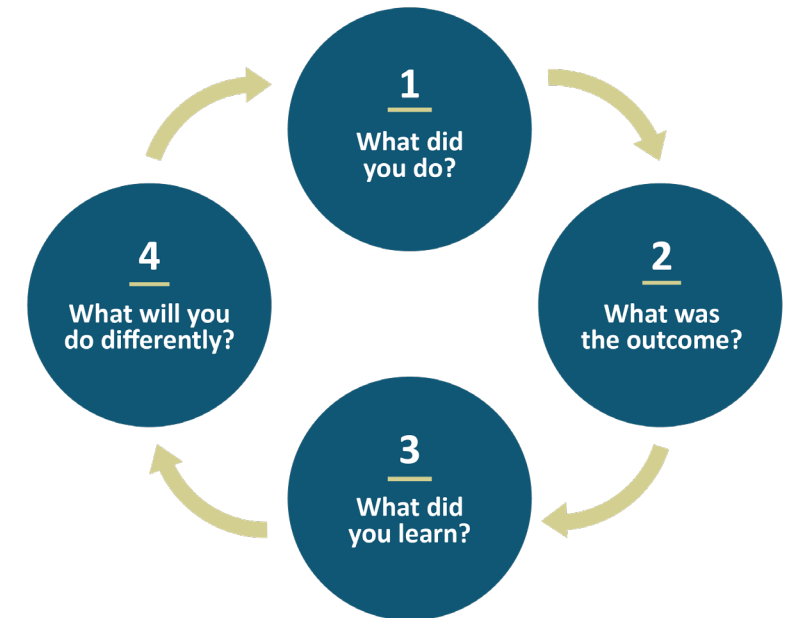 1
What did
you do?
2
What was
the outcome?
3
What did
you learn?
4
What will you
do differently?